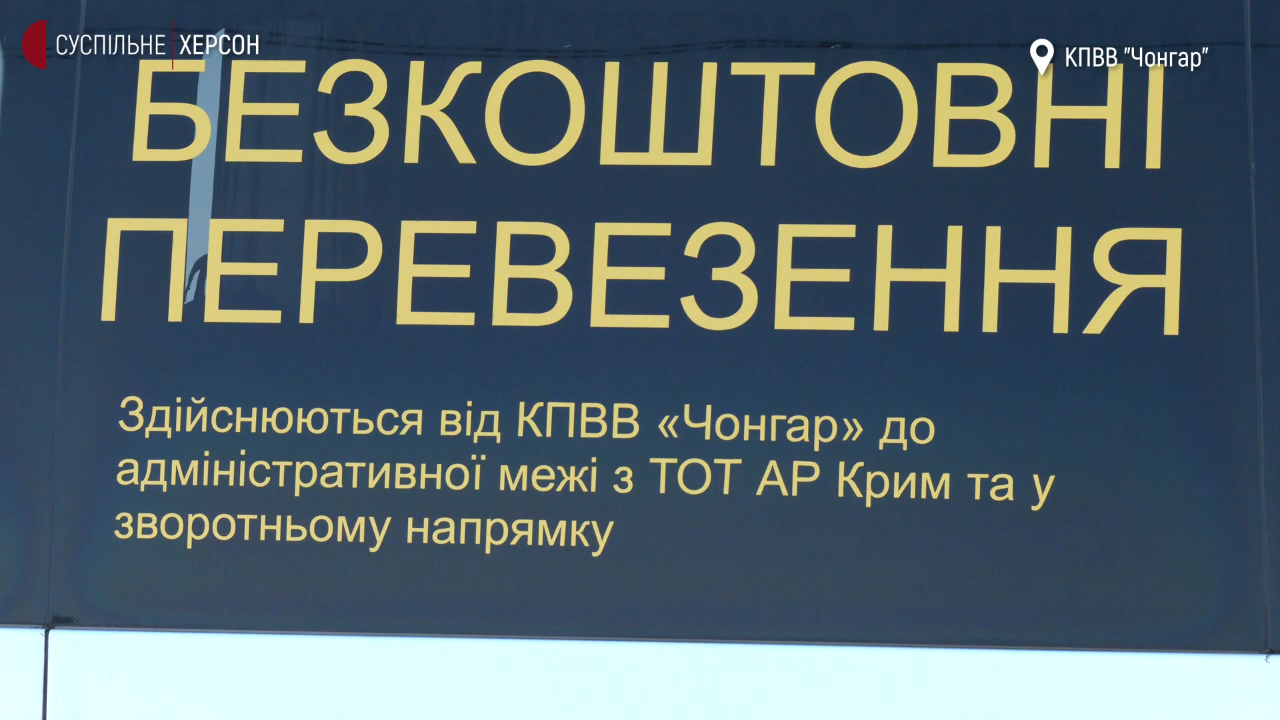 СУСПІЛЬНЕ ХЕРСОН
КПВВ "Чонгар"
БЕЗКОШТОВНІ
ПЕРЕВЕЗЕННЯ
Здійснюються від КПВВ «Чонгар» до
адміністративної межі з ТОТ АР Крим та у
зворотньому напрямку